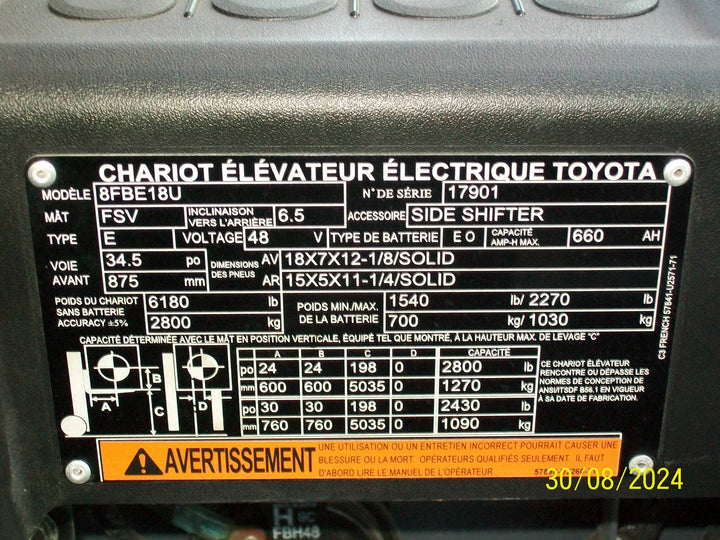 CHARIOT ÉLÉVATEUR ÉLECTRIQUE TOYOTA
MODÈLE 8FBE18U N° DE SÉRIE 17901
MÂT FSV INCLINAISON VERS L'ARRIÈRE 6.5 ACCESSOIRE SIDE SHIFTER
TYPE E VOLTAGE 48 V TYPE DE BATTERIE E O CAPACITÉ AMP-H MAX. 660 AH
VOIE AVANT 34.5 po DIMENSIONS DES PNEUS AV 18X7X12-1/8/SOLID
875 mm AR 15X5X11-1/4/SOLID
POIDS DU CHARIOT SANS BATTERIE ACCURACY ±5% 6180 lb POIDS MIN./MAX. DE LA BATTERIE 1540 lb/ 2270 lb
2800 kg 700 kg/ 1030 kg
CAPACITÉ DÉTERMINÉE AVEC LE MÂT EN POSITION VERTICALE, ÉQUIPÉ TEL QUE MONTRÉ, À LA HAUTEUR MAX. DE LEVAGE "C"
A B C D CAPACITÉ
po 24 24 198 0 2800 lb
mm 600 600 5035 0 1270 kg
po 30 30 198 0 2430 lb
mm 760 760 5035 0 1090 kg
A B C D
CE CHARIOT ÉLÉVATEUR
RENCONTRE OU DÉPASSE LES
NORMES DE CONCEPTION DE
ANSI/ITSDF B56.1 EN VIGUEUR
À SA DATE DE FABRICATION.
C3 FRENCH 57841-U2571-71
AVERTISSEMENT
UNE UTILISATION OU UN ENTRETIEN INCORRECT POURRAIT CAUSER UNE
BLESSURE OU LA MORT. OPÉRATEURS QUALIFIÉS SEULEMENT. IL FAUT
D'ABORD LIRE LE MANUEL DE L'OPÉRATEUR
30/08/2024
FBH48